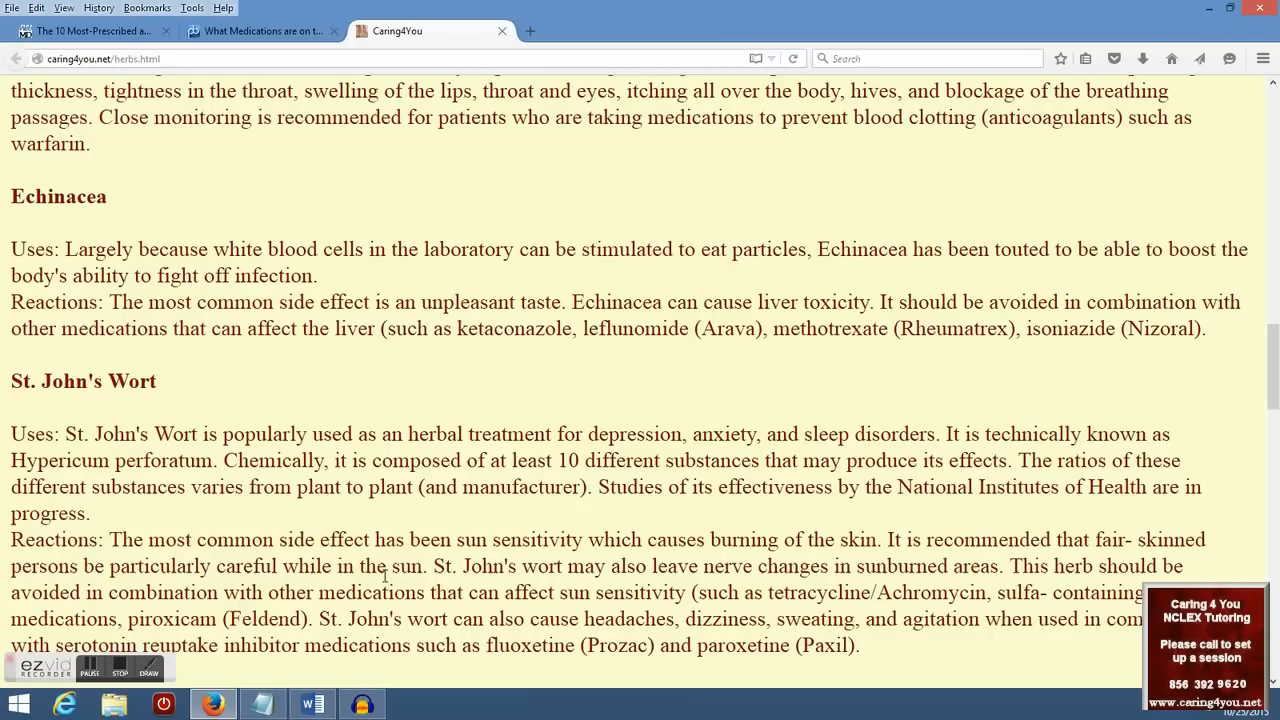 File Edit View History Bookmarks Tools Help
The 10 Most-Prescribed a...
What Medications are on t...
Caring4You
caring4you.net/herbs.html
Search
thickness, tightness in the throat, swelling of the lips, throat and eyes, itching all over the body, hives, and blockage of the breathing
passages. Close monitoring is recommended for patients who are taking medications to prevent blood clotting (anticoagulants) such as
warfarin.
Echinacea
Uses: Largely because white blood cells in the laboratory can be stimulated to eat particles, Echinacea has been touted to be able to boost the
body's ability to fight off infection.
Reactions: The most common side effect is an unpleasant taste. Echinacea can cause liver toxicity. It should be avoided in combination with
other medications that can affect the liver (such as ketaconazole, leflunomide (Arava), methotrexate (Rheumatrex), isoniazide (Nizoral).
St. John's Wort
Uses: St. John's Wort is popularly used as an herbal treatment for depression, anxiety, and sleep disorders. It is technically known as
Hypericum perforatum. Chemically, it is composed of at least 10 different substances that may produce its effects. The ratios of these
different substances varies from plant to plant (and manufacturer). Studies of its effectiveness by the National Institutes of Health are in
progress.
Reactions: The most common side effect has been sun sensitivity which causes burning of the skin. It is recommended that fair- skinned
persons be particularly careful while in the sun. St. John's wort may also leave nerve changes in sunburned areas. This herb should be
avoided in combination with other medications that can affect sun sensitivity (such as tetracycline/Achromycin, sulfa- containing
medications, piroxicam (Feldend). St. John's wort can also cause headaches, dizziness, sweating, and agitation when used in com
with serotonin reuptake inhibitor medications such as fluoxetine (Prozac) and paroxetine (Paxil).
ezvid
RECORDER
PAUSE STOP DRAW
Caring 4 You
NCLEX Tutoring
Please call to set
up a session
856 392 9620
www.caring4you.net
10/25/2015